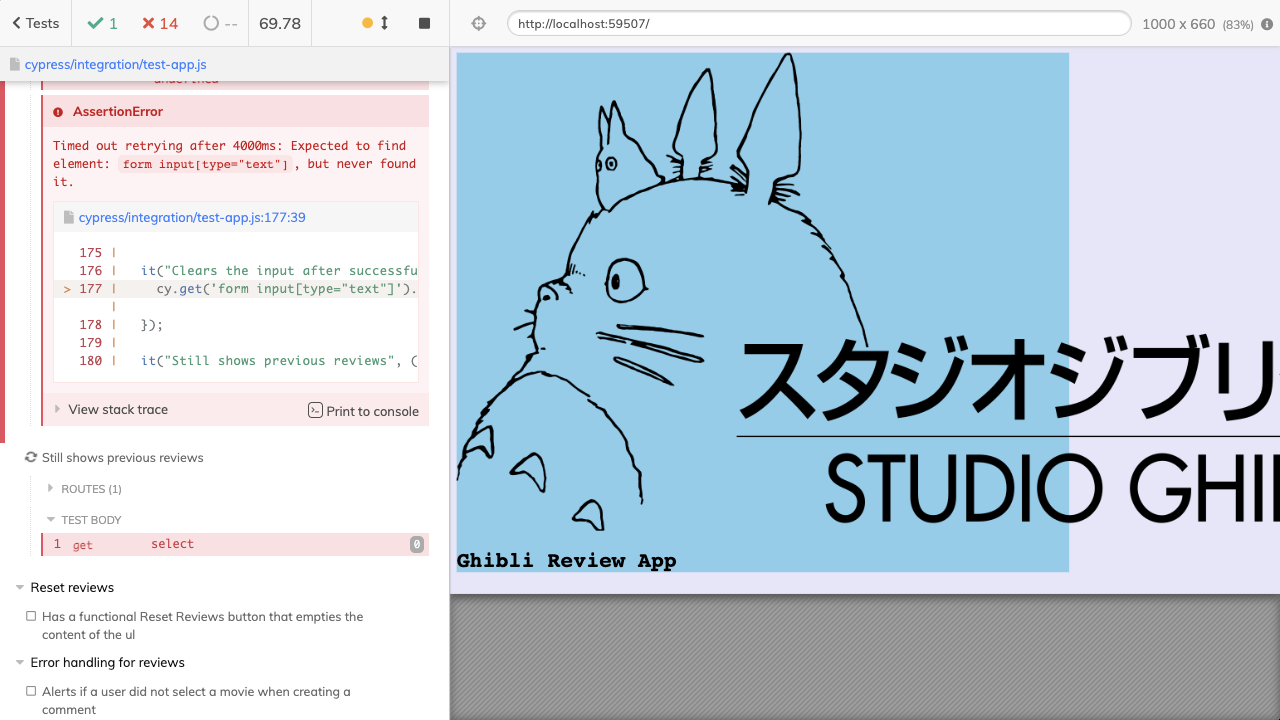 Tests
1
14
--
69.78
http://localhost:59507/
1000 x 660 (83%)
cypress/integration/test-app.js
undefined
AssertionError
Timed out retrying after 4000ms: Expected to find
element: form input[type="text"], but never found
it.
cypress/integration/test-app.js:177:39
175 |
176 | it("Clears the input after successfu
> 177 | cy.get('form input[type="text"]').
|
178 | });
179 |
180 | it("Still shows previous reviews", (
View stack trace
Print to console
Still shows previous reviews
ROUTES (1)
TEST BODY
1 get select 0
Reset reviews
Has a functional Reset Reviews button that empties the
content of the ul
Error handling for reviews
Alerts if a user did not select a movie when creating a
comment
スタジオジブリ
STUDIO GHI
Ghibli Review App